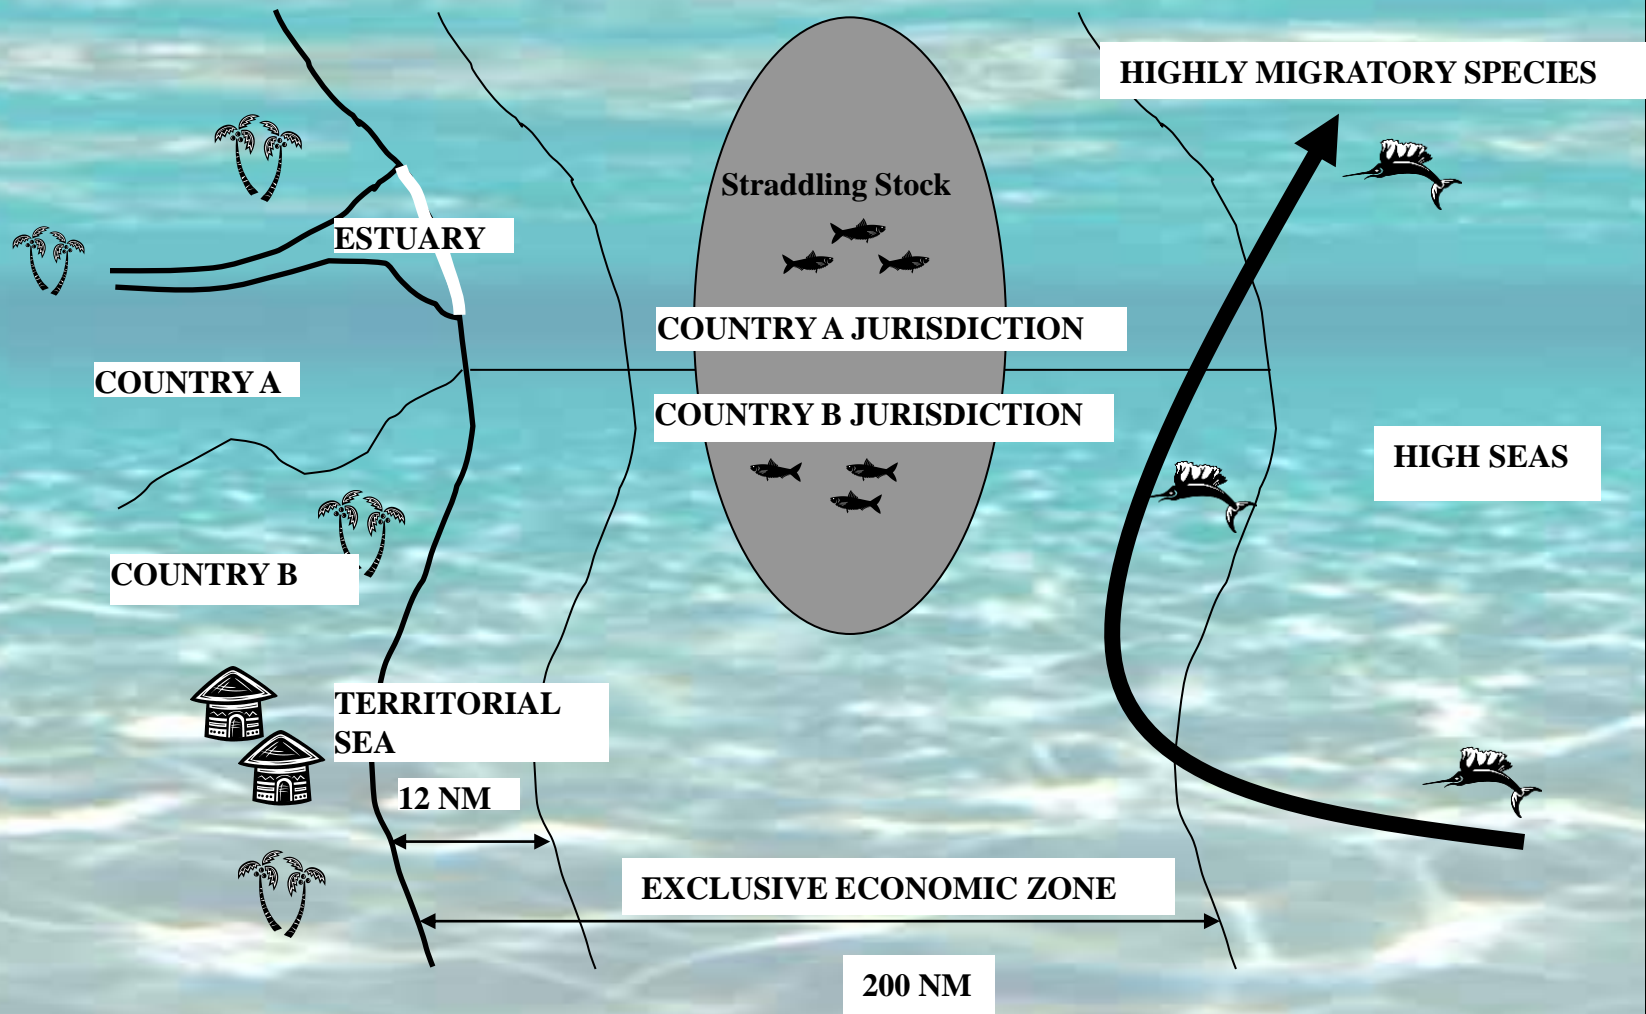 HIGHLY MIGRATORY SPECIES
Straddling Stock
ESTUARY
COUNTRY A JURISDICTION
COUNTRY A
COUNTRY B JURISDICTION
HIGH SEAS
COUNTRY B
TERRITORIAL
SEA
12 NM
EXCLUSIVE ECONOMIC ZONE
200 NM